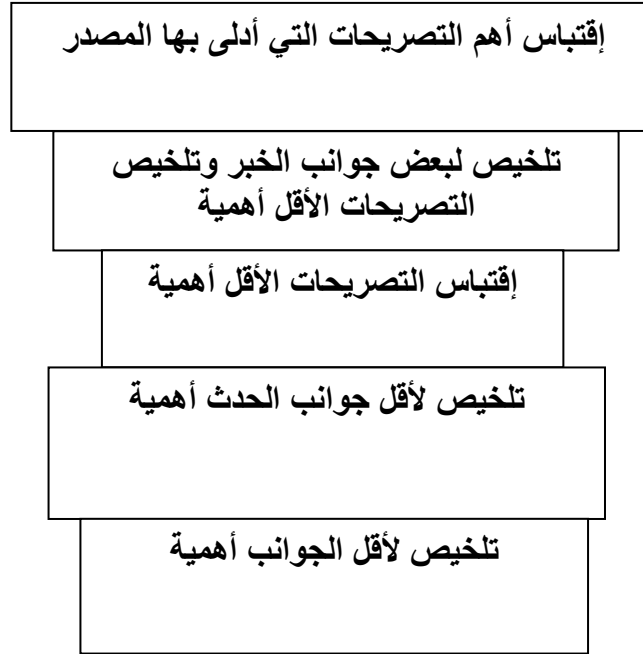 إقتباس أهم التصريحات التي أدلى بها المصدر
تلخيص لبعض جوانب الخبر وتلخيص
التصريحات الأقل أهمية
إقتباس التصريحات الأقل أهمية
تلخيص لأقل جوانب الحدث أهمية
تلخيص لأقل الجوانب أهمية